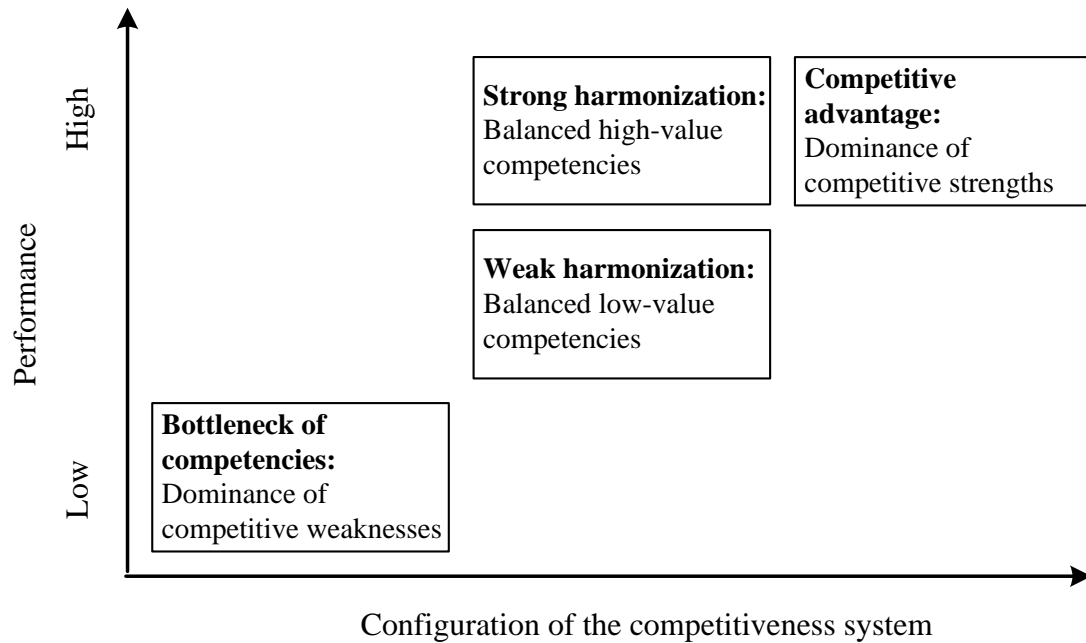 High
Performance
Low
Strong harmonization:
Balanced high-value
competencies
Competitive
advantage:
Dominance of
competitive strengths
Weak harmonization:
Balanced low-value
competencies
Bottleneck of
competencies:
Dominance of
competitive weaknesses
Configuration of the competitiveness system